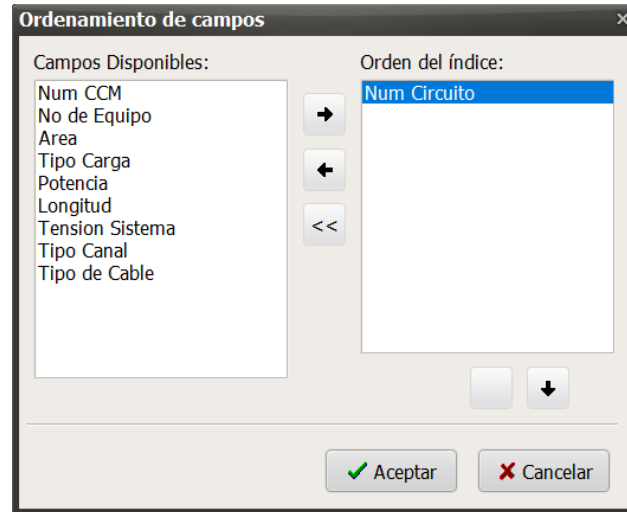 Ordenamiento de campos
Campos Disponibles:
Num CCM
No de Equipo
Area
Tipo Carga
Potencia
Longitud
Tension Sistema
Tipo Canal
Tipo de Cable
<<
Orden del índice:
Num Circuito
Aceptar
Cancelar